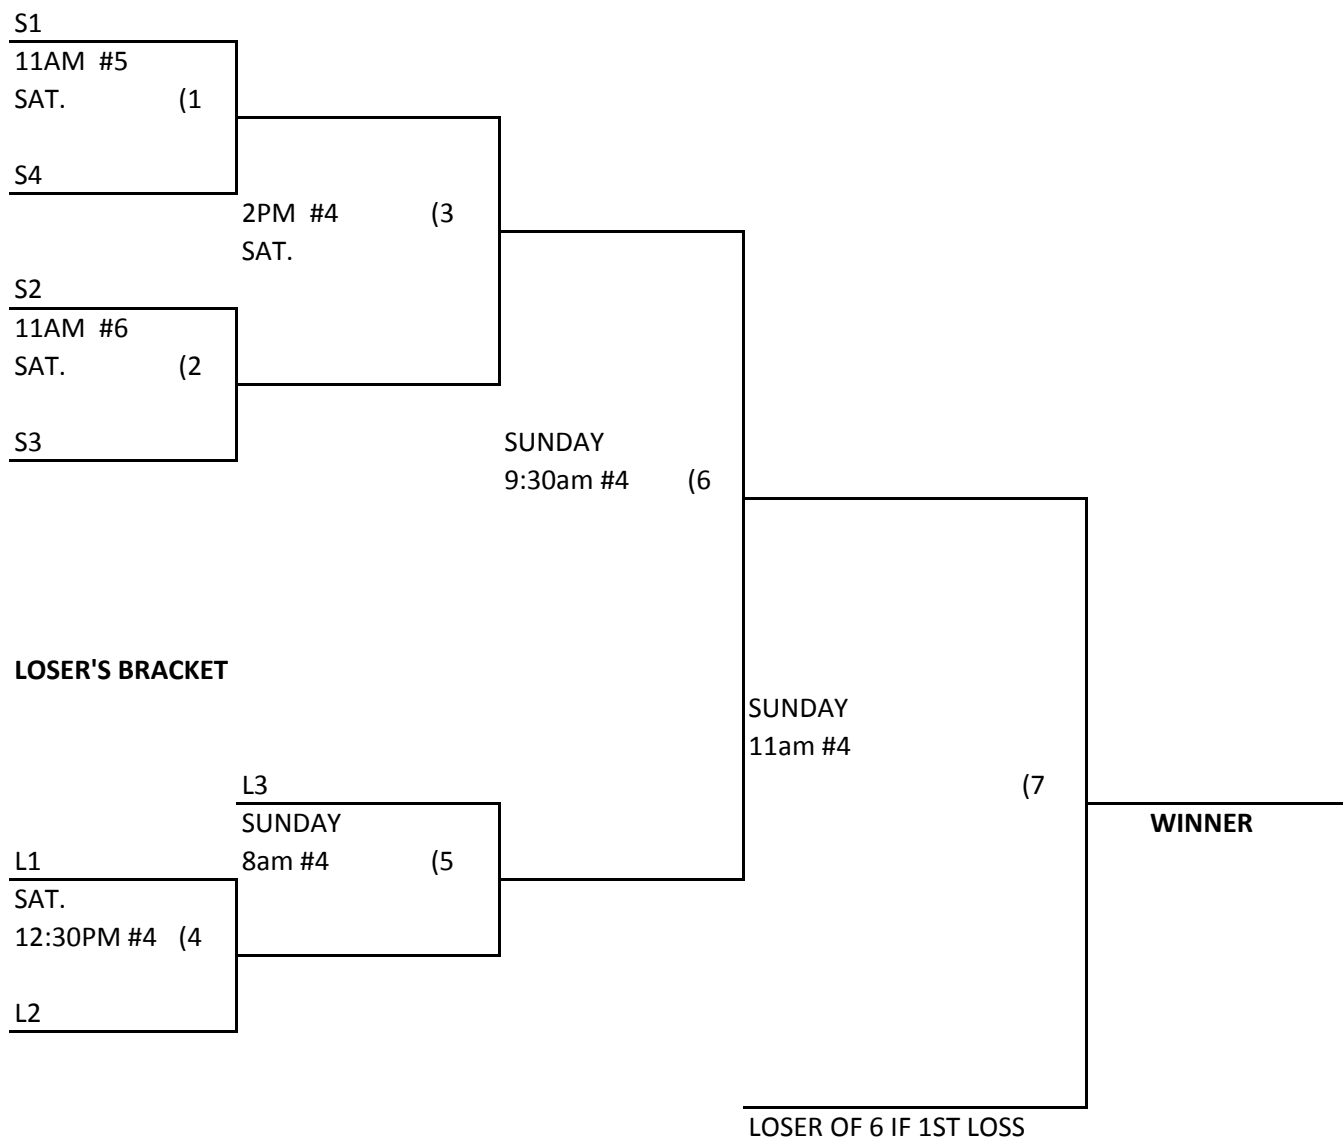 S1
11AM  #5
SAT.  (1
S4
2PM  #4  (3
SAT.
S2
11AM  #6
SAT.  (2
S3
SUNDAY
9:30am #4  (6
LOSER'S BRACKET
SUNDAY
11am #4
L3
(7
SUNDAY
WINNER
L1
8am #4  (5
SAT.
12:30PM #4  (4
L2
LOSER OF 6 IF 1ST LOSS